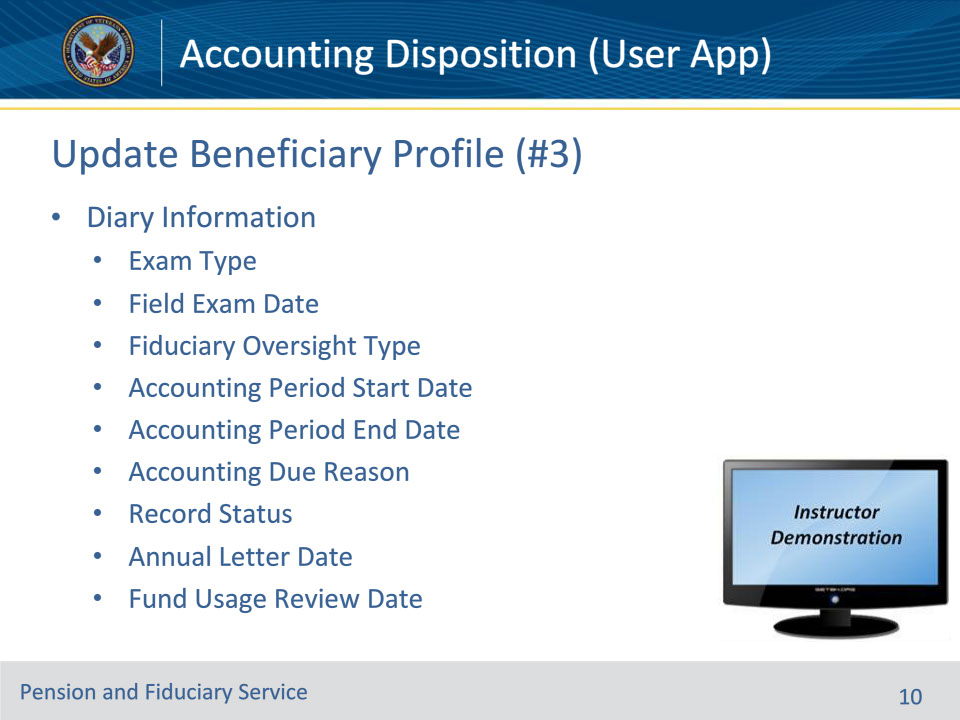 Accounting Disposition (User App)
Update Beneficiary Profile (#3)
• Diary Information
• Exam Type
• Field Exam Date
• Fiduciary Oversight Type
• Accounting Period Start Date
• Accounting Period End Date
• Accounting Due Reason
• Record Status
• Annual Letter Date
• Fund Usage Review Date
Instructor
Demonstration
Pension and Fiduciary Service
10